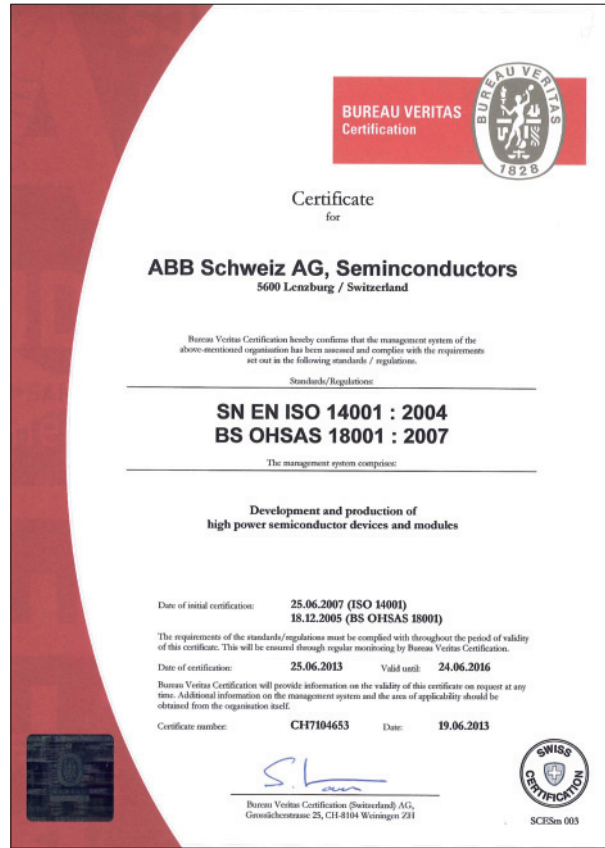 BUREAU VERITAS
Certification
BUREAU VERITAS
1828
Certificate
for
ABB Schweiz AG, Seminconductors
5600 Lenzburg / Switzerland
Bureau Veritas Certification hereby confirms that the management system of the
above-mentioned organisation has been assessed and complies with the requirements
set out in the following standards / regulations.
Standards/Regulations:
SN EN ISO 14001 : 2004
BS OHSAS 18001 : 2007
The management system comprises:
Development and production of
high power semiconductor devices and modules
Date of initial certification: 25.06.2007 (ISO 14001)
18.12.2005 (BS OHSAS 18001)
The requirements of the standards/regulations must be complied with throughout the period of validity
of this certificate. This will be ensured through regular monitoring by Bureau Veritas Certification.
Date of certification: 25.06.2013 Valid until: 24.06.2016
Bureau Veritas Certification will provide information on the validity of this certificate on request at any
time. Additional information on the management system and the area of applicability should be
obtained from the organisation itself.
Certificate number: CH7104653 Date: 19.06.2013
Bureau Veritas Certification (Switzerland) AG,
Grossächerstrasse 25, CH-8104 Weiningen ZH
SWISS
CERTIFICATION
SCESm 003